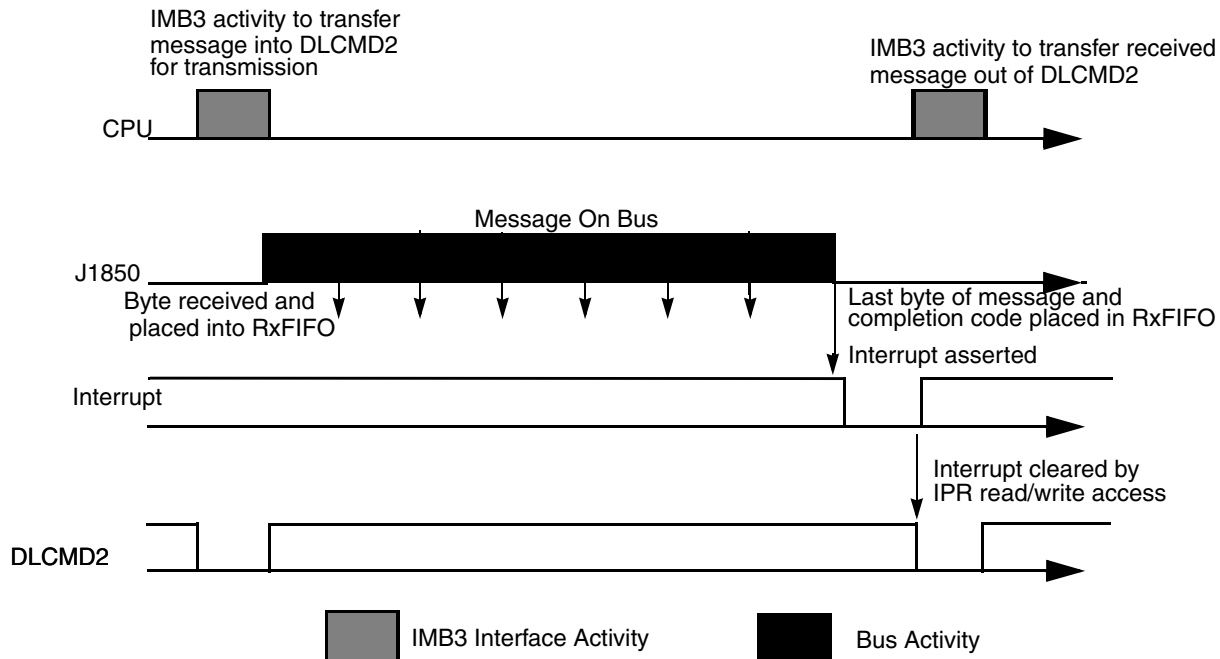 IMB3 activity to transfer
message into DLCMD2
for transmission
IMB3 activity to transfer received
message out of DLCMD2
CPU
Message On Bus
J1850
Byte received and
placed into RxFIFO
Last byte of message and
completion code placed in RxFIFO
Interrupt asserted
Interrupt
Interrupt cleared by
IPR read/write access
DLCMD2
IMB3 Interface Activity
Bus Activity